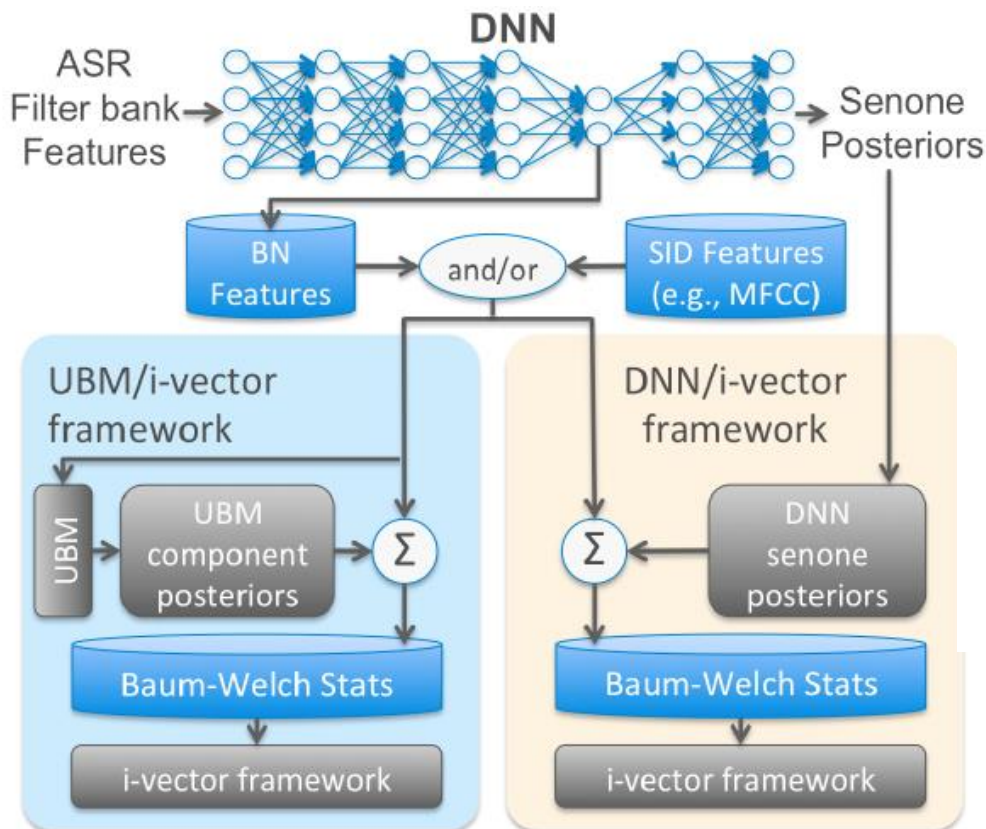 DNN
ASR
Filter bank
Features
Senone
Posteriors
BN
Features
and/or
SID Features
(e.g., MFCC)
UBM/i-vector
framework
DNN/i-vector
framework
UBM
UBM
component
posteriors
Σ
Σ
DNN
senone
posteriors
Baum-Welch Stats
Baum-Welch Stats
i-vector framework
i-vector framework